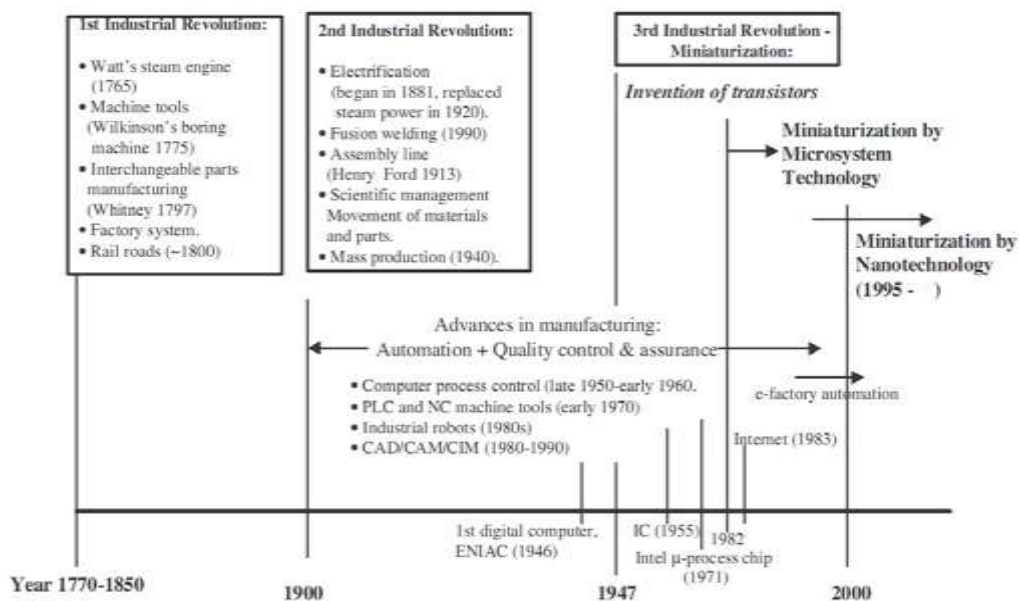 1st Industrial Revolution:
• Watt's steam engine
(1765)
• Machine tools
(Wilkinson's boring
machine 1775)
• Interchangeable parts
manufacturing
(Whitney 1797)
• Factory system.
• Rail roads (~1800)
2nd Industrial Revolution:
• Electrification
(began in 1881, replaced
steam power in 1920).
• Fusion welding (1990)
• Assembly line
(Henry Ford 1913)
• Scientific management
Movement of materials
and parts.
• Mass production (1940).
3rd Industrial Revolution -
Miniaturization:
Invention of transistors
Miniaturization by
Microsystem
Technology
Miniaturization by
Nanotechnology
(1995 - )
Advances in manufacturing:
Automation + Quality control & assurance
• Computer process control (late 1950-early 1960.
• PLC and NC machine tools (early 1970)
• Industrial robots (1980s)
• CAD/CAM/CIM (1980-1990)
e-factory automation
Internet (1983)
1st digital computer,
ENIAC (1946)
IC (1955)
1982
Intel μ-process chip
(1971)
Year 1770-1850
1900
1947
2000